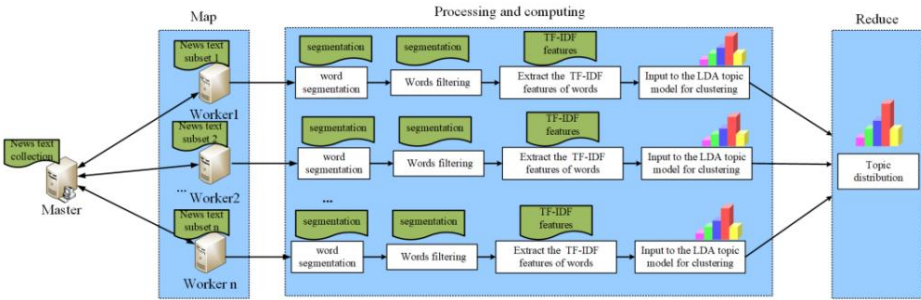 Map
Processing and computing
Reduce
News text
subset 1
segmentation
segmentation
TF-IDF
features
word
segmentation
Words filtering
Extract the TF-IDF
features of words
Input to the LDA topic
model for clustering
Worker1
News text
collection
Master
News text
subset 2
segmentation
segmentation
TF-IDF
features
word
segmentation
Words filtering
Extract the TF-IDF
features of words
Input to the LDA topic
model for clustering
Topic
distribution
...
Worker2
...
News text
subset n
segmentation
segmentation
TF-IDF
features
word
segmentation
Words filtering
Extract the TF-IDF
features of words
Input to the LDA topic
model for clustering
Worker n